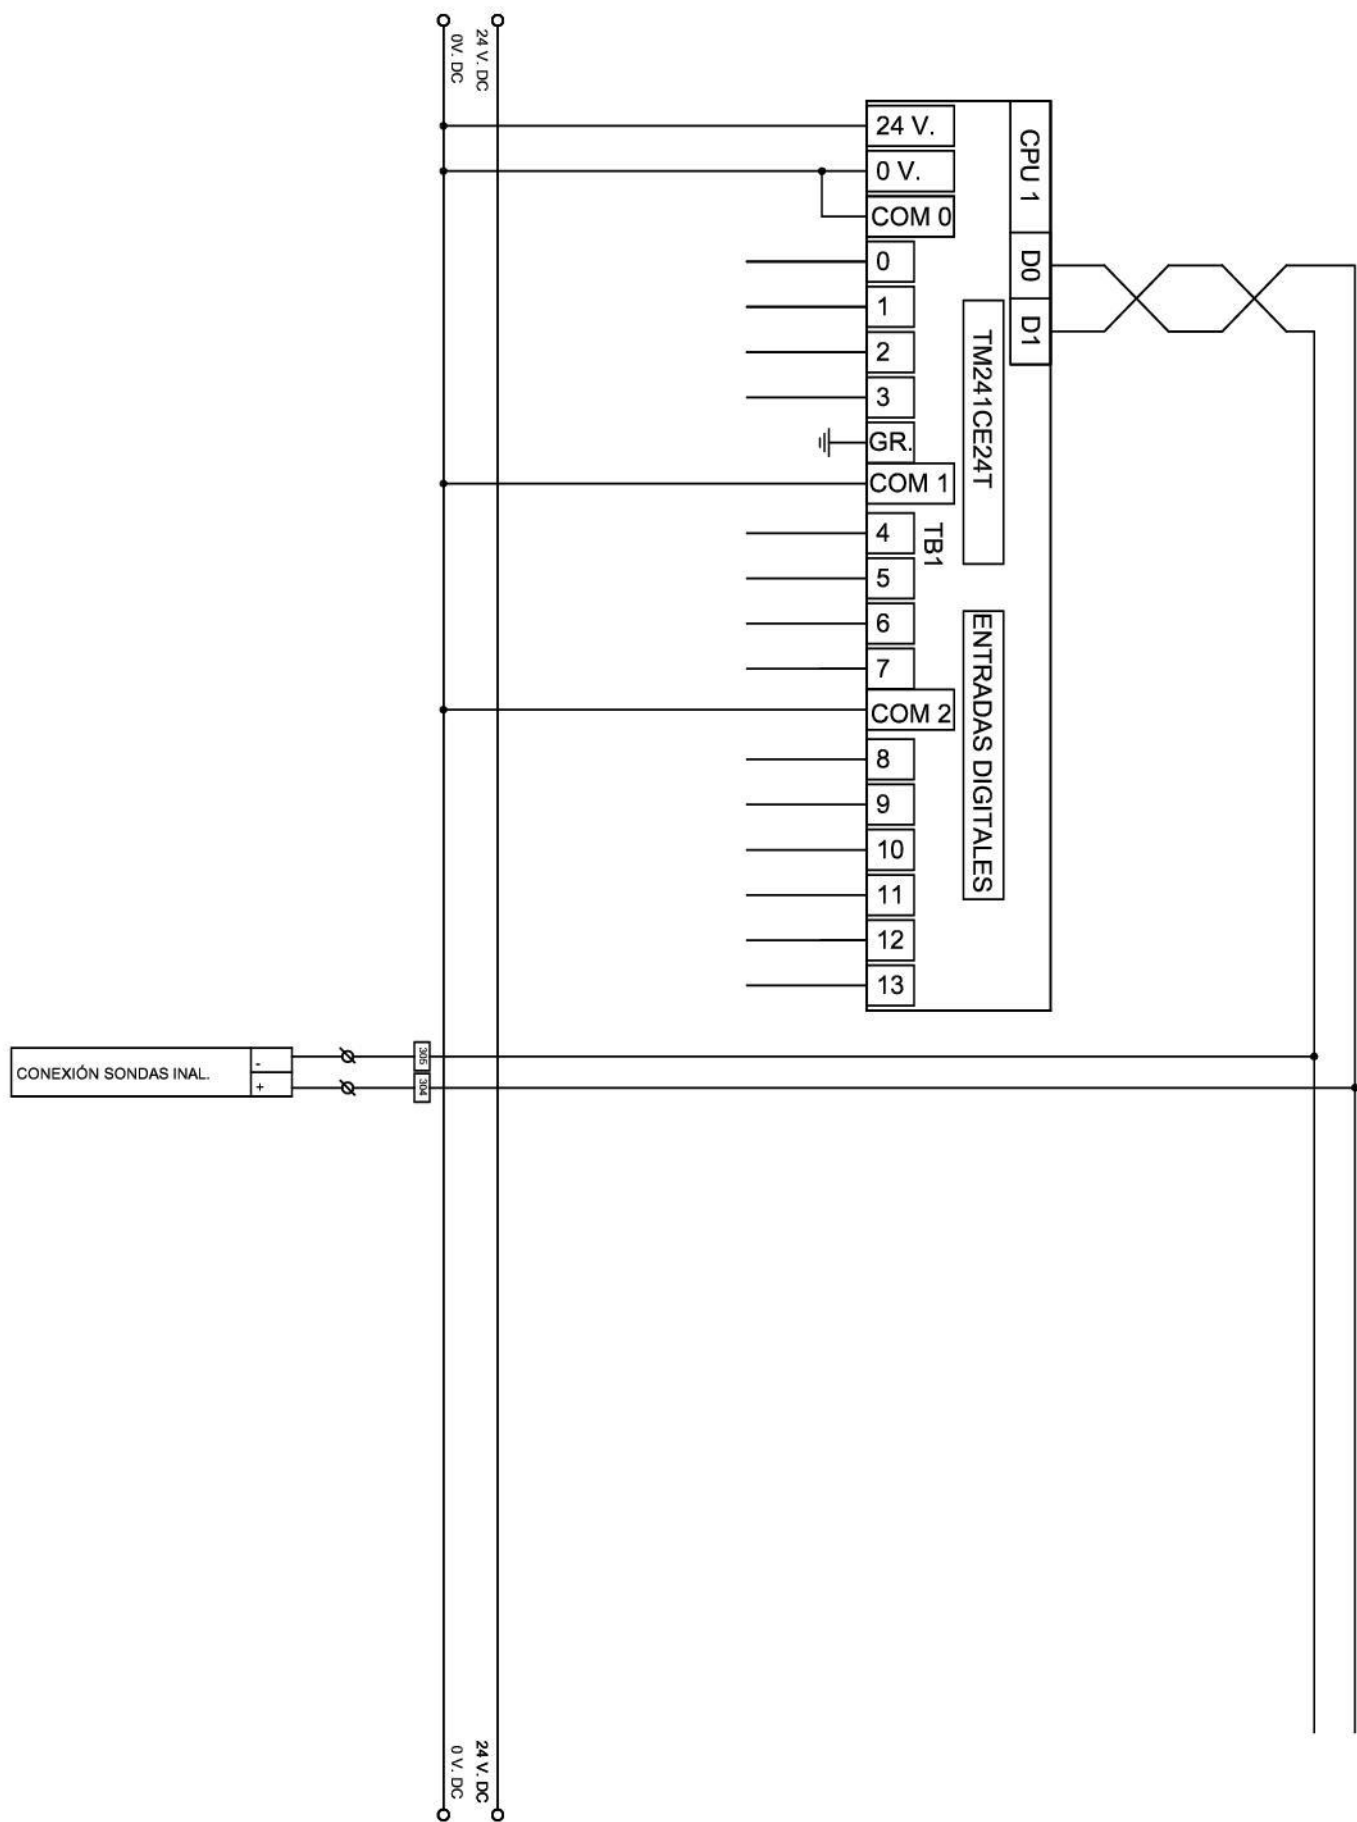 0V. DC
24 V. DC
24 V.
0 V.
COM 0
0
1
2
3
GR.
COM 1
4
5
6
7
COM 2
8
9
10
11
12
13
TB1
CPU 1
D0
D1
TM241CE24T
ENTRADAS DIGITALES
CONEXIÓN SONDAS INAL.
-
+
305
304
0 V. DC
24 V. DC